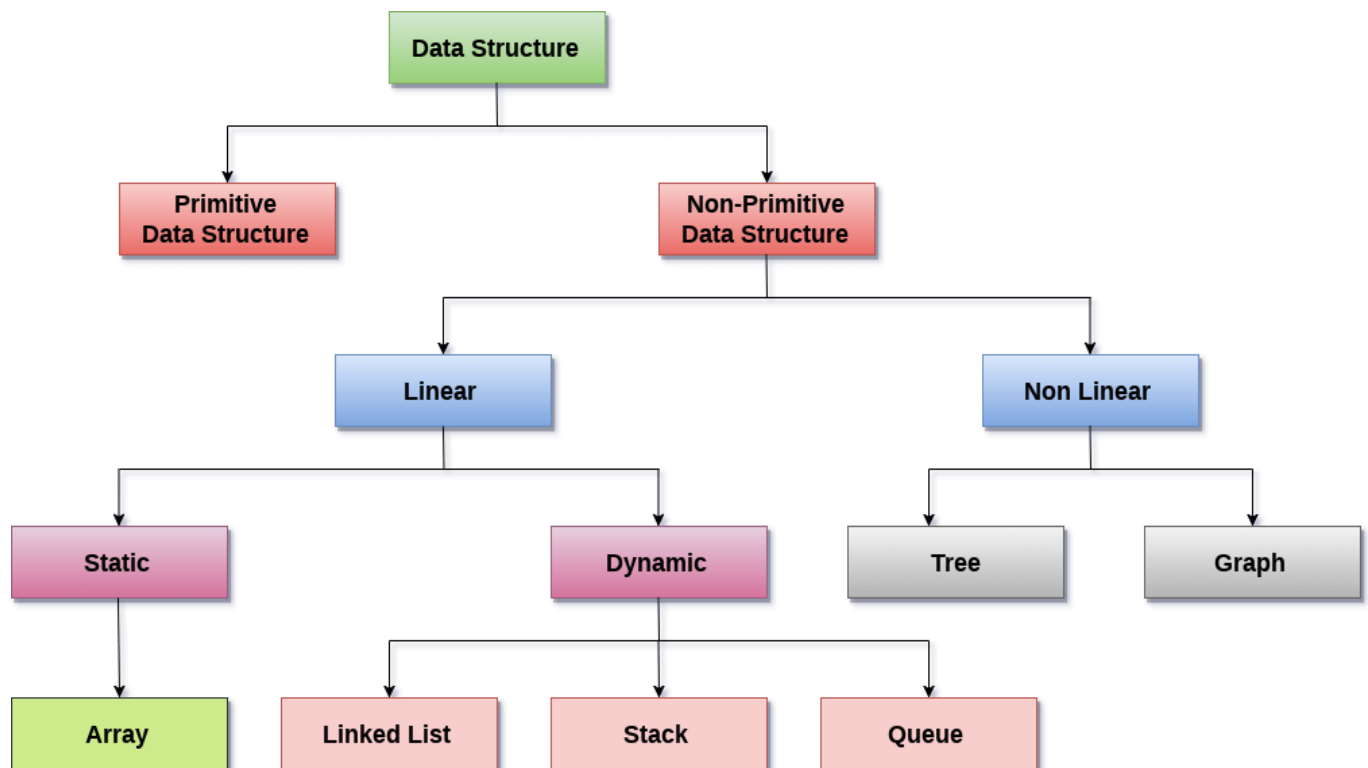 Data Structure
Primitive
Data Structure
Non-Primitive
Data Structure
Linear
Non Linear
Static
Dynamic
Tree
Graph
Array
Linked List
Stack
Queue